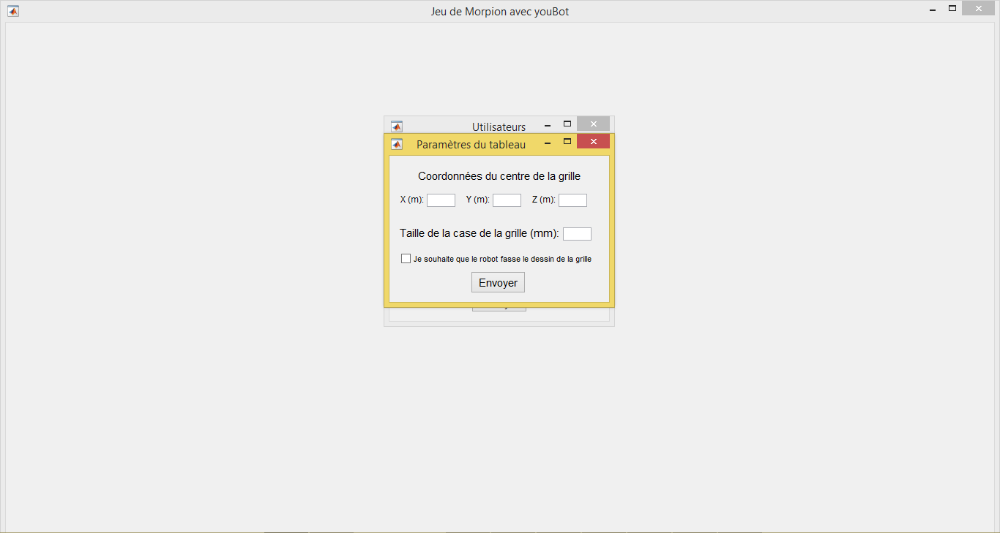 Jeu de Morpion avec youBot
Utilisateurs
Paramètres du tableau
Coordonnées du centre de la grille
X (m): Y (m): Z (m):
Taille de la case de la grille (mm):
Je souhaite que le robot fasse le dessin de la grille
Envoyer